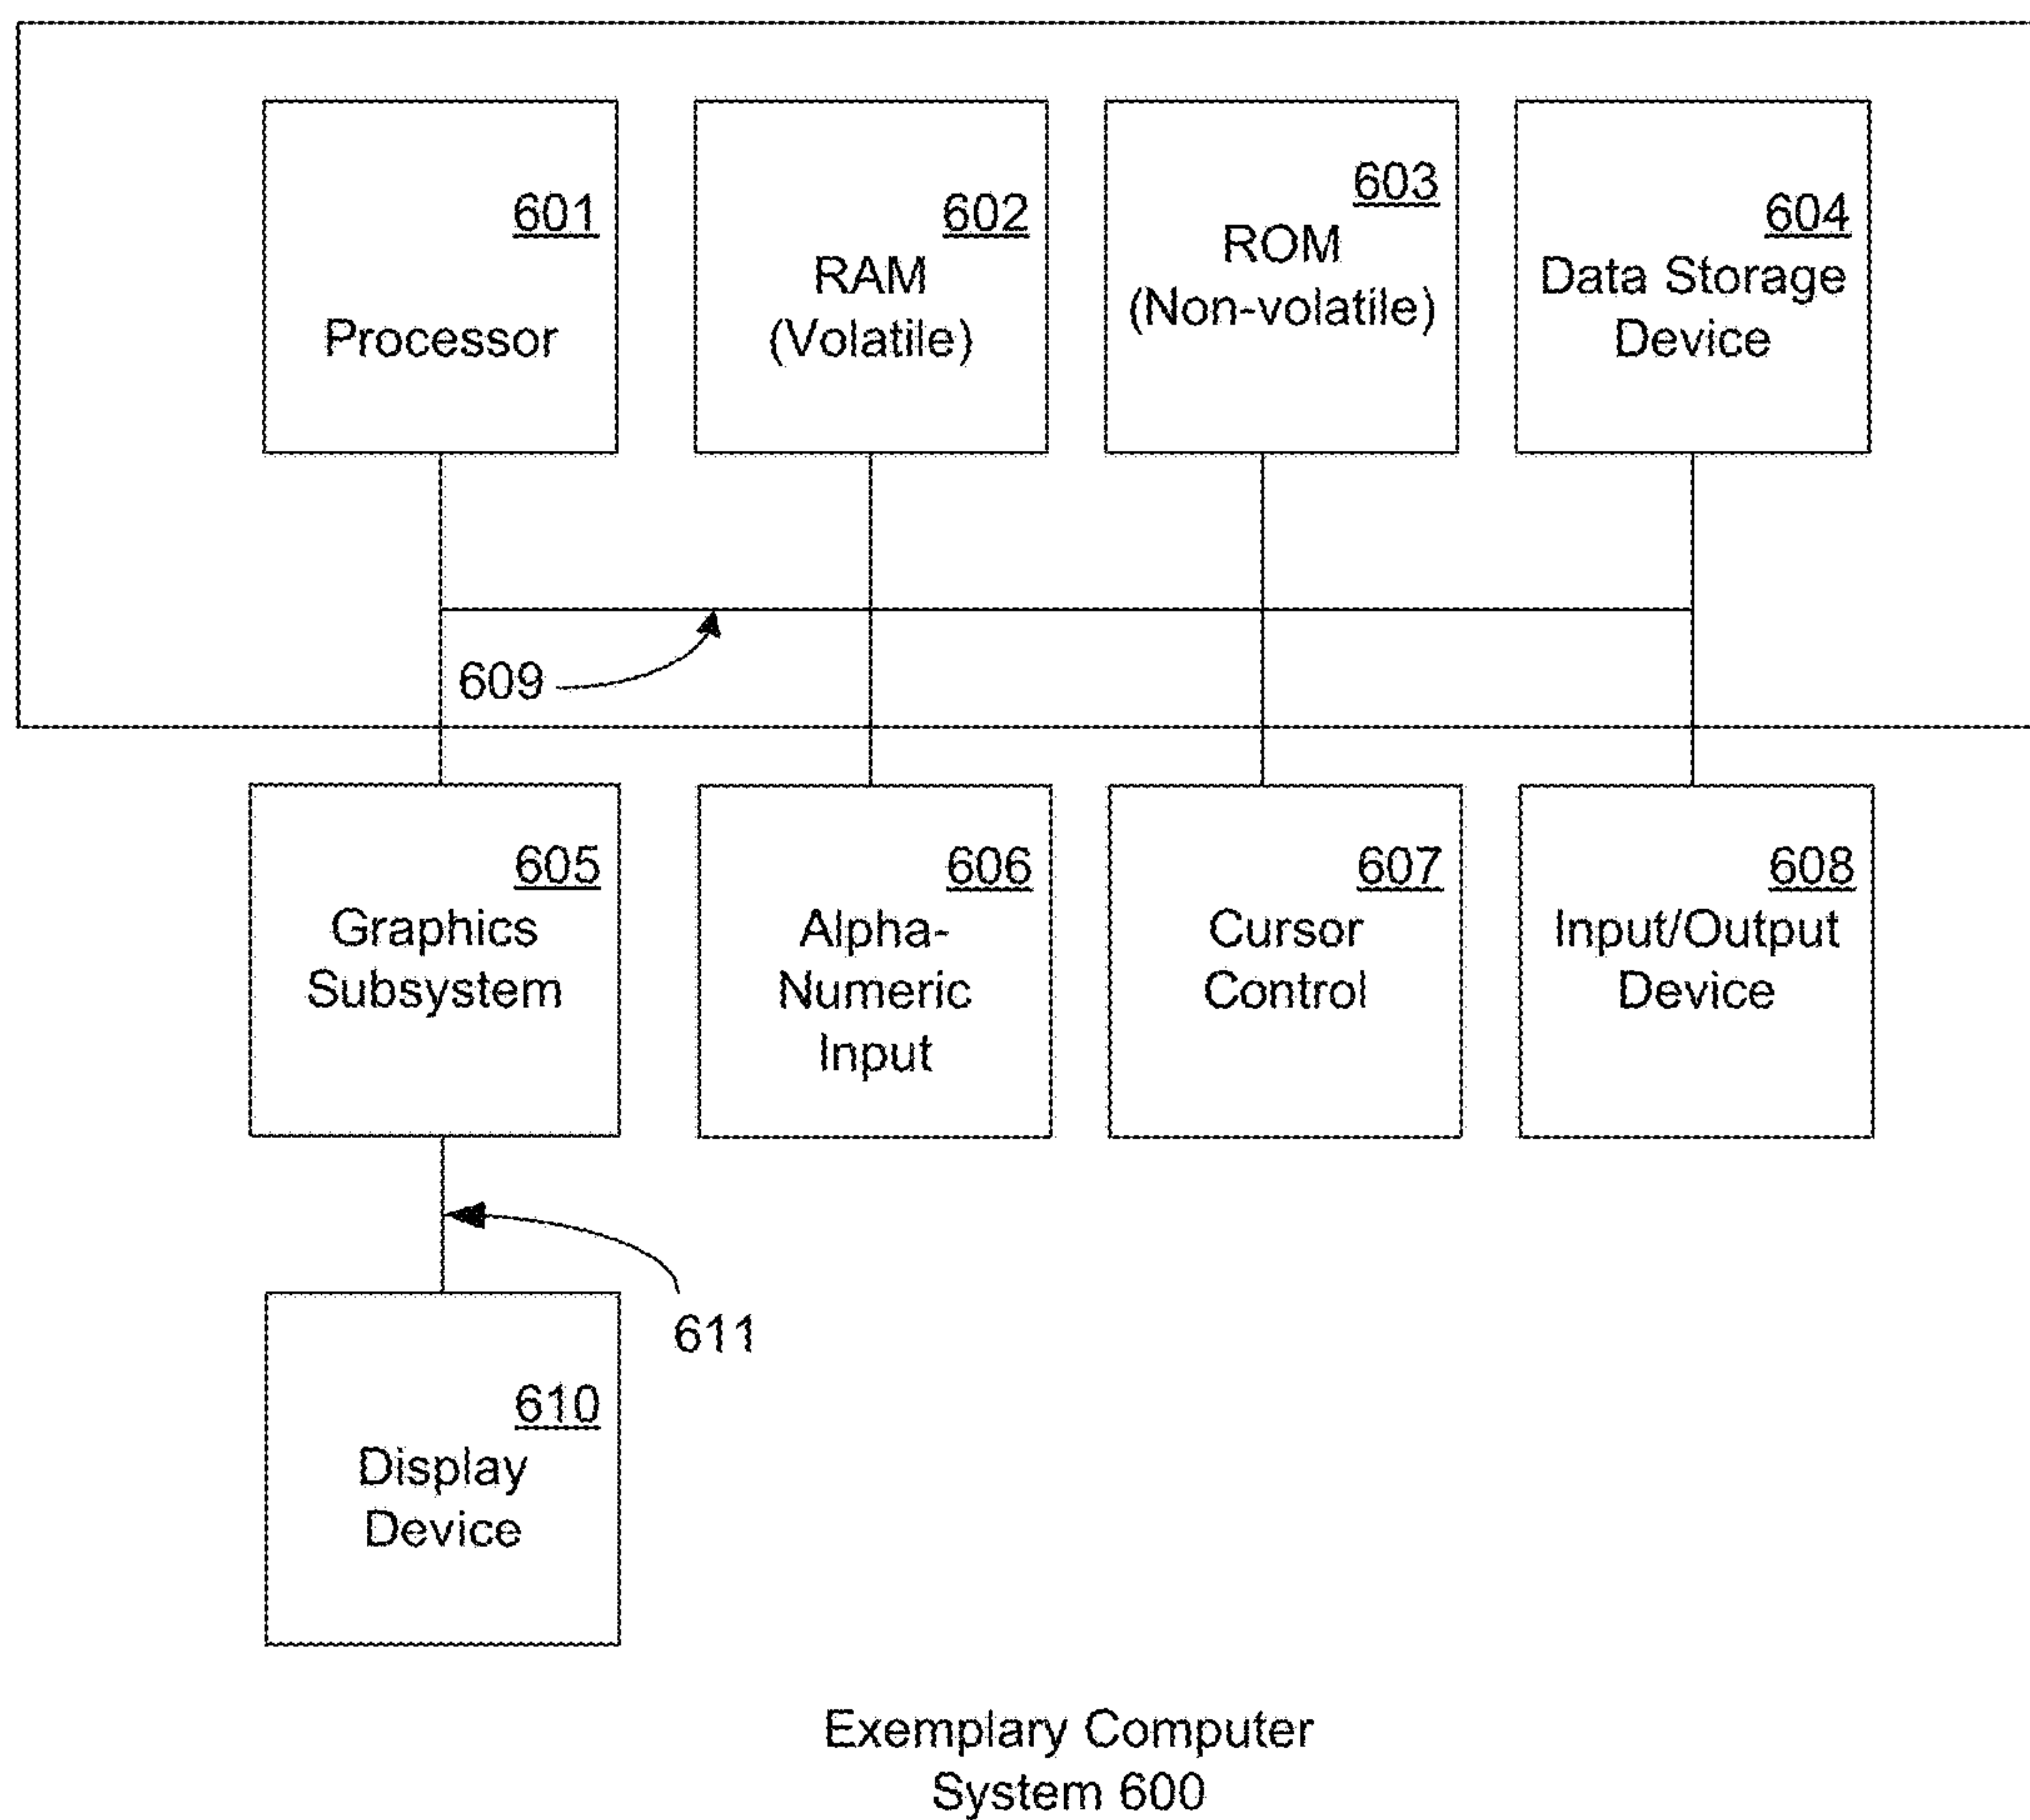 601
Processor
602
RAM
(Volatile)
603
ROM
(Non-volatile)
604
Data Storage
Device
609
605
Graphics
Subsystem
606
Alpha-
Numeric
Input
607
Cursor
Control
608
Input/Output
Device
611
610
Display
Device
Exemplary Computer
System 600